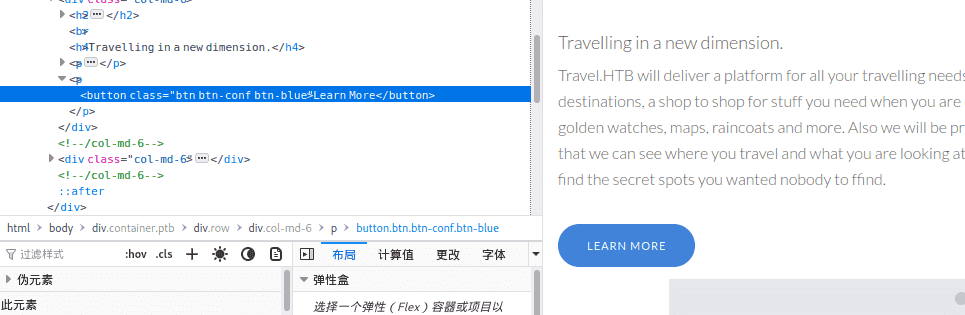 <div class="col-md-6">
<h2> ··· </h2>
<br>
<h4>Travelling in a new dimension.</h4>
<p> ··· </p>
<p>
<button class="btn btn-conf btn-blue">Learn More</button>
</p>
</div>
<!--/col-md-6-->
<div class="col-md-6"> ··· </div>
<!--/col-md-6-->
::after
</div>
html > body > div.container.ptb > div.row > div.col-md-6 > p > button.btn.btn-conf.btn-blue
过滤样式 :hov .cls +
布局 计算值 更改 字体
伪元素
此元素
弹性盒
选择一个弹性（Flex）容器或项目以
Travelling in a new dimension.
Travel.HTB will deliver a platform for all your travelling needs
destinations, a shop to shop for stuff you need when you are
golden watches, maps, raincoats and more. Also we will be pr
that we can see where you travel and what you are looking at
find the secret spots you wanted nobody to ffind.
LEARN MORE